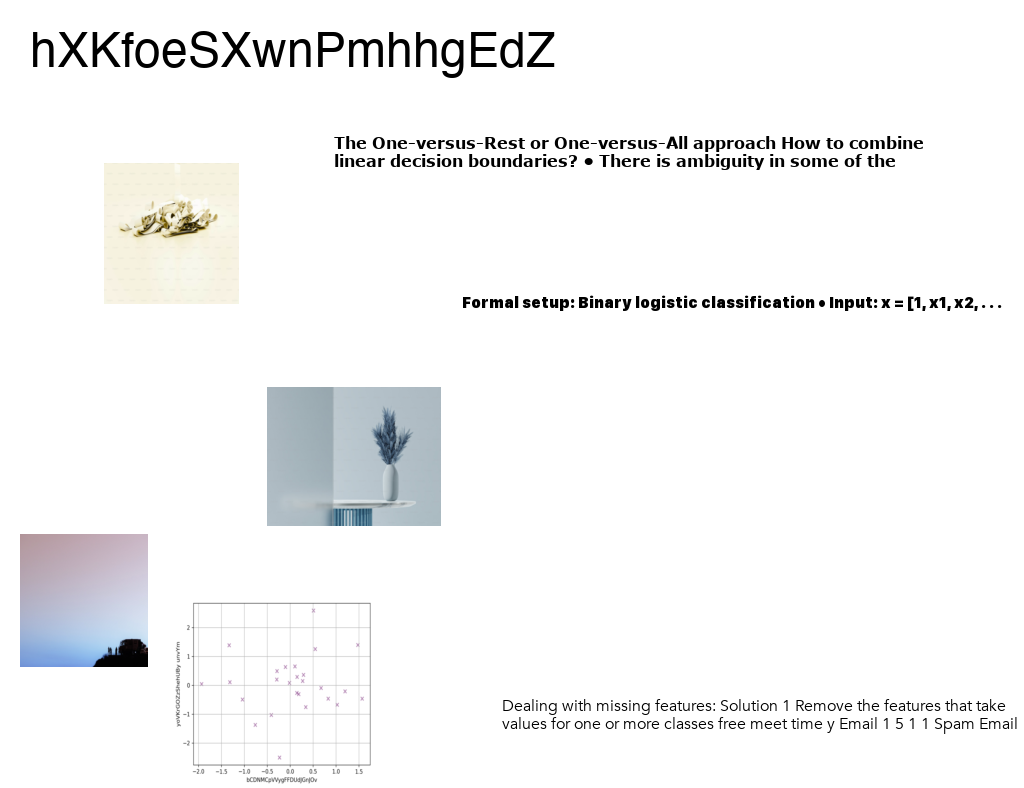 hXKfoeSXwnPmhhgEdZ
The One-versus-Rest or One-versus-All approach How to combine
linear decision boundaries? • There is ambiguity in some of the
Formal setup: Binary logistic classification • Input: x = [1, x1, x2, . . .
2
1
0
−1
−2
−2.0 −1.5 −1.0 −0.5 0.0 0.5 1.0 1.5
Dealing with missing features: Solution 1 Remove the features that take
values for one or more classes free meet time y Email 1 5 1 1 Spam Email